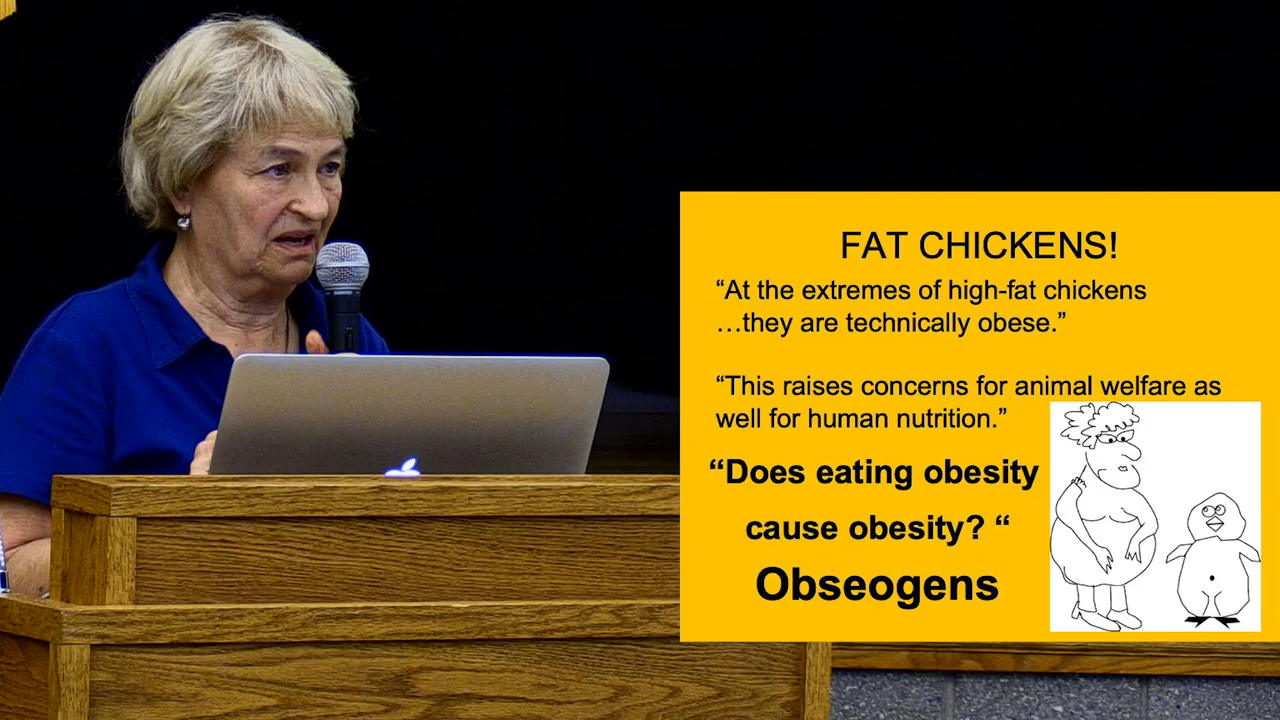 FAT CHICKENS!
“At the extremes of high-fat chickens
…they are technically obese.”
“This raises concerns for animal welfare as
well for human nutrition.”
“Does eating obesity
cause obesity? “
Obseogens